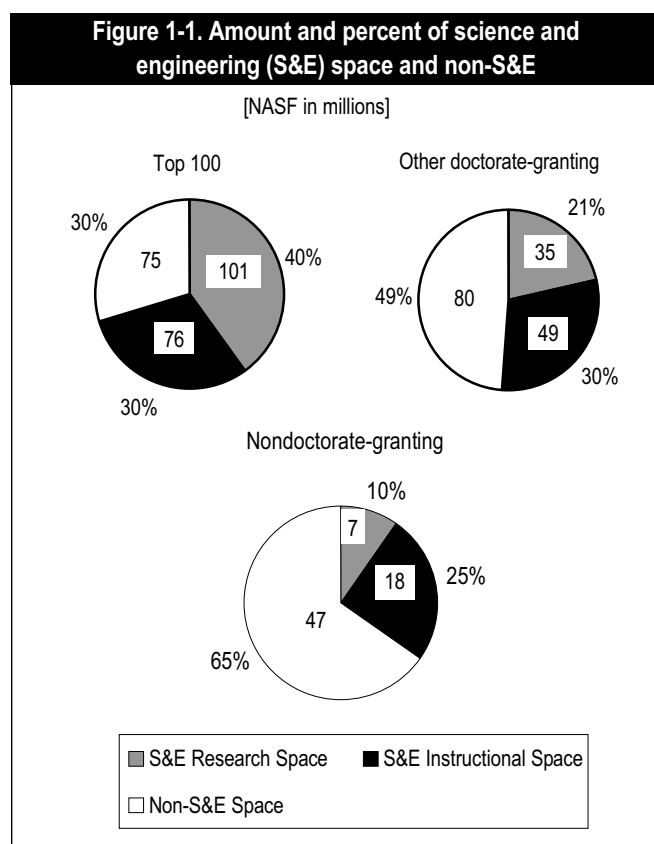 Figure 1-1. Amount and percent of science and
engineering (S&E) space and non-S&E
[NASF in millions]
Top 100
30%
75
101
40%
76
30%
Other doctorate-granting
21%
35
49%
80
49
30%
Nondoctorate-granting
10%
7
18
25%
47
65%
S&E Research Space
S&E Instructional Space
Non-S&E Space